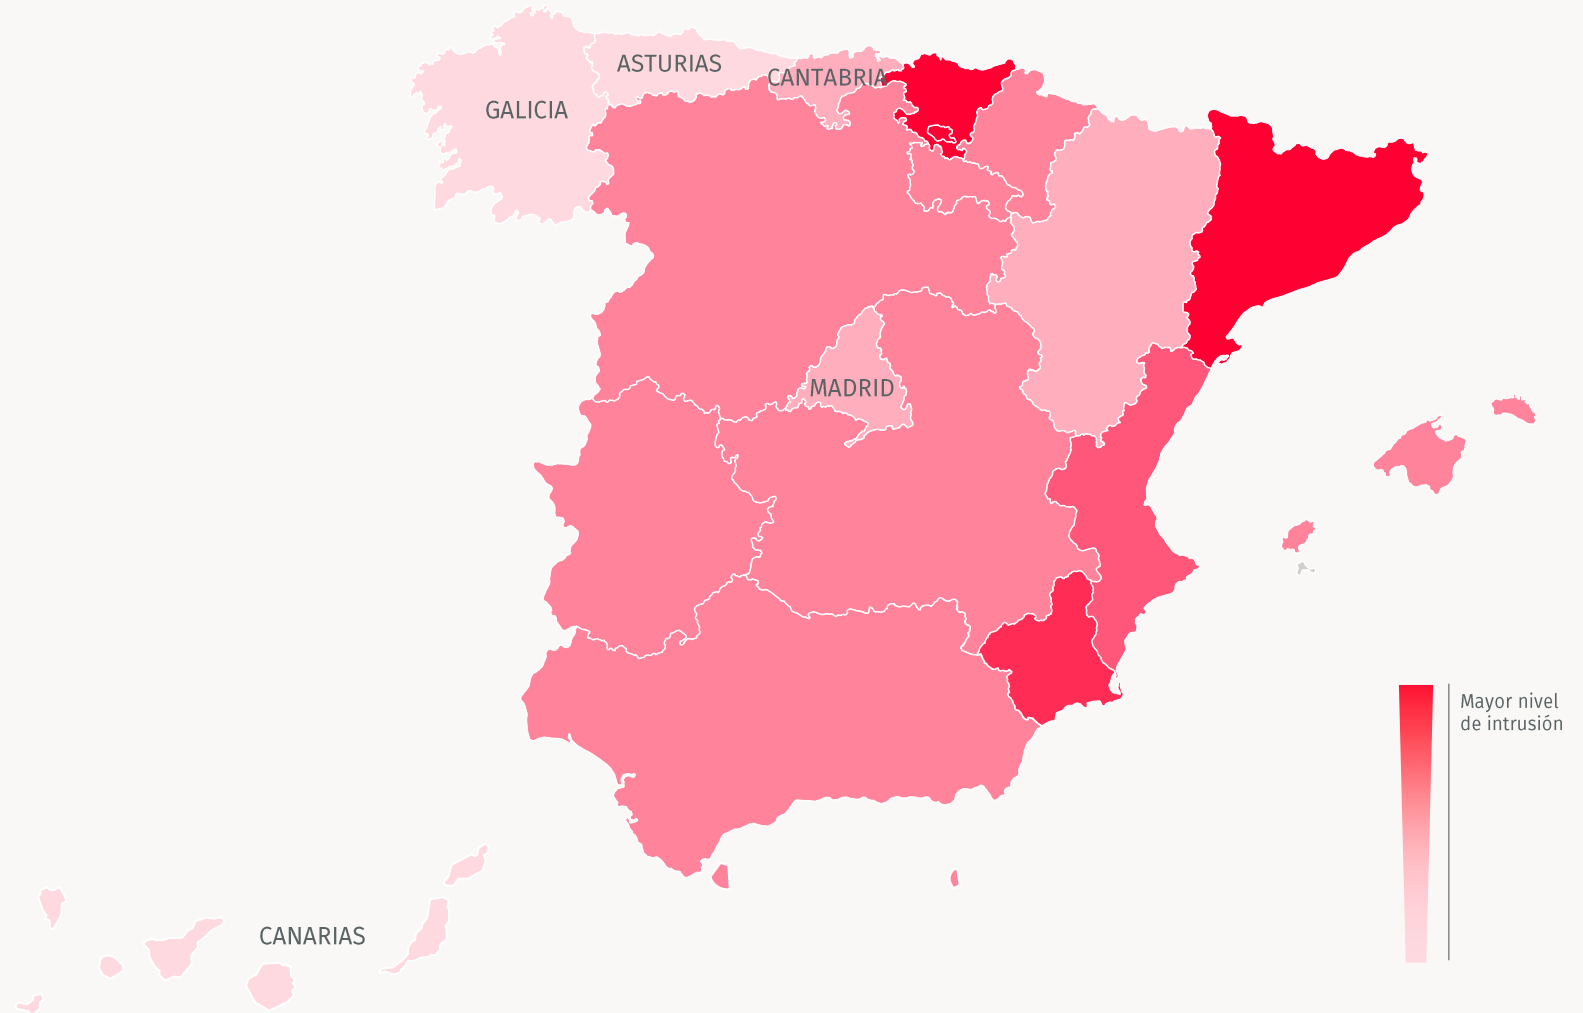 ASTURIAS
CANTABRIA
GALICIA
MADRID
Mayor nivel
de intrusión
CANARIAS